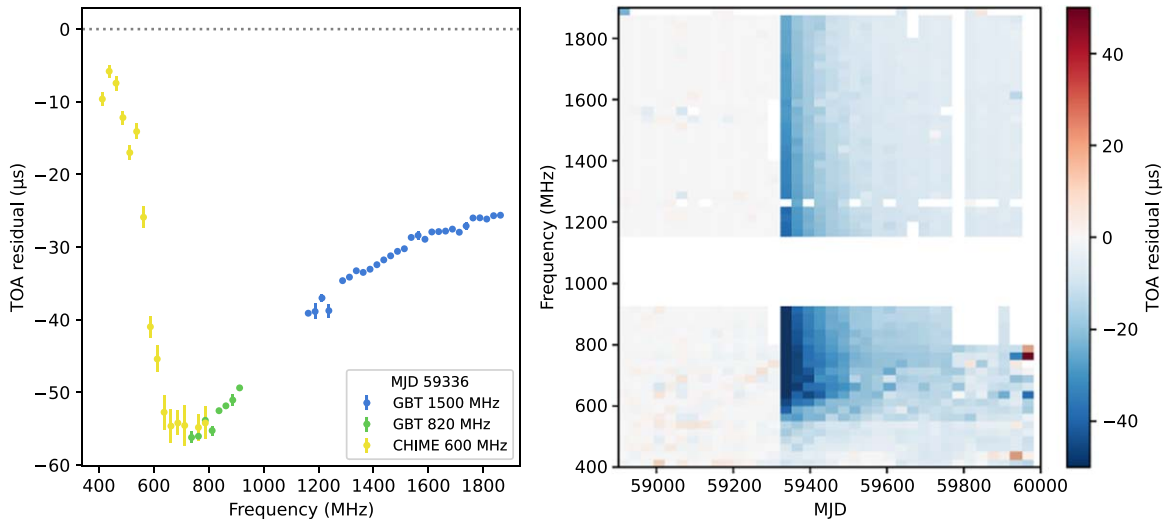 0
−10
−20
−30
−40
−50
−60
TOA residual (µs)
400 600 800 1000 1200 1400 1600 1800
Frequency (MHz)
MJD 59336
GBT 1500 MHz
GBT 820 MHz
CHIME 600 MHz
1800
1600
1400
1200
1000
800
600
400
Frequency (MHz)
59000 59200 59400 59600 59800 60000
MJD
40
20
0
−20
−40
TOA residual (µs)